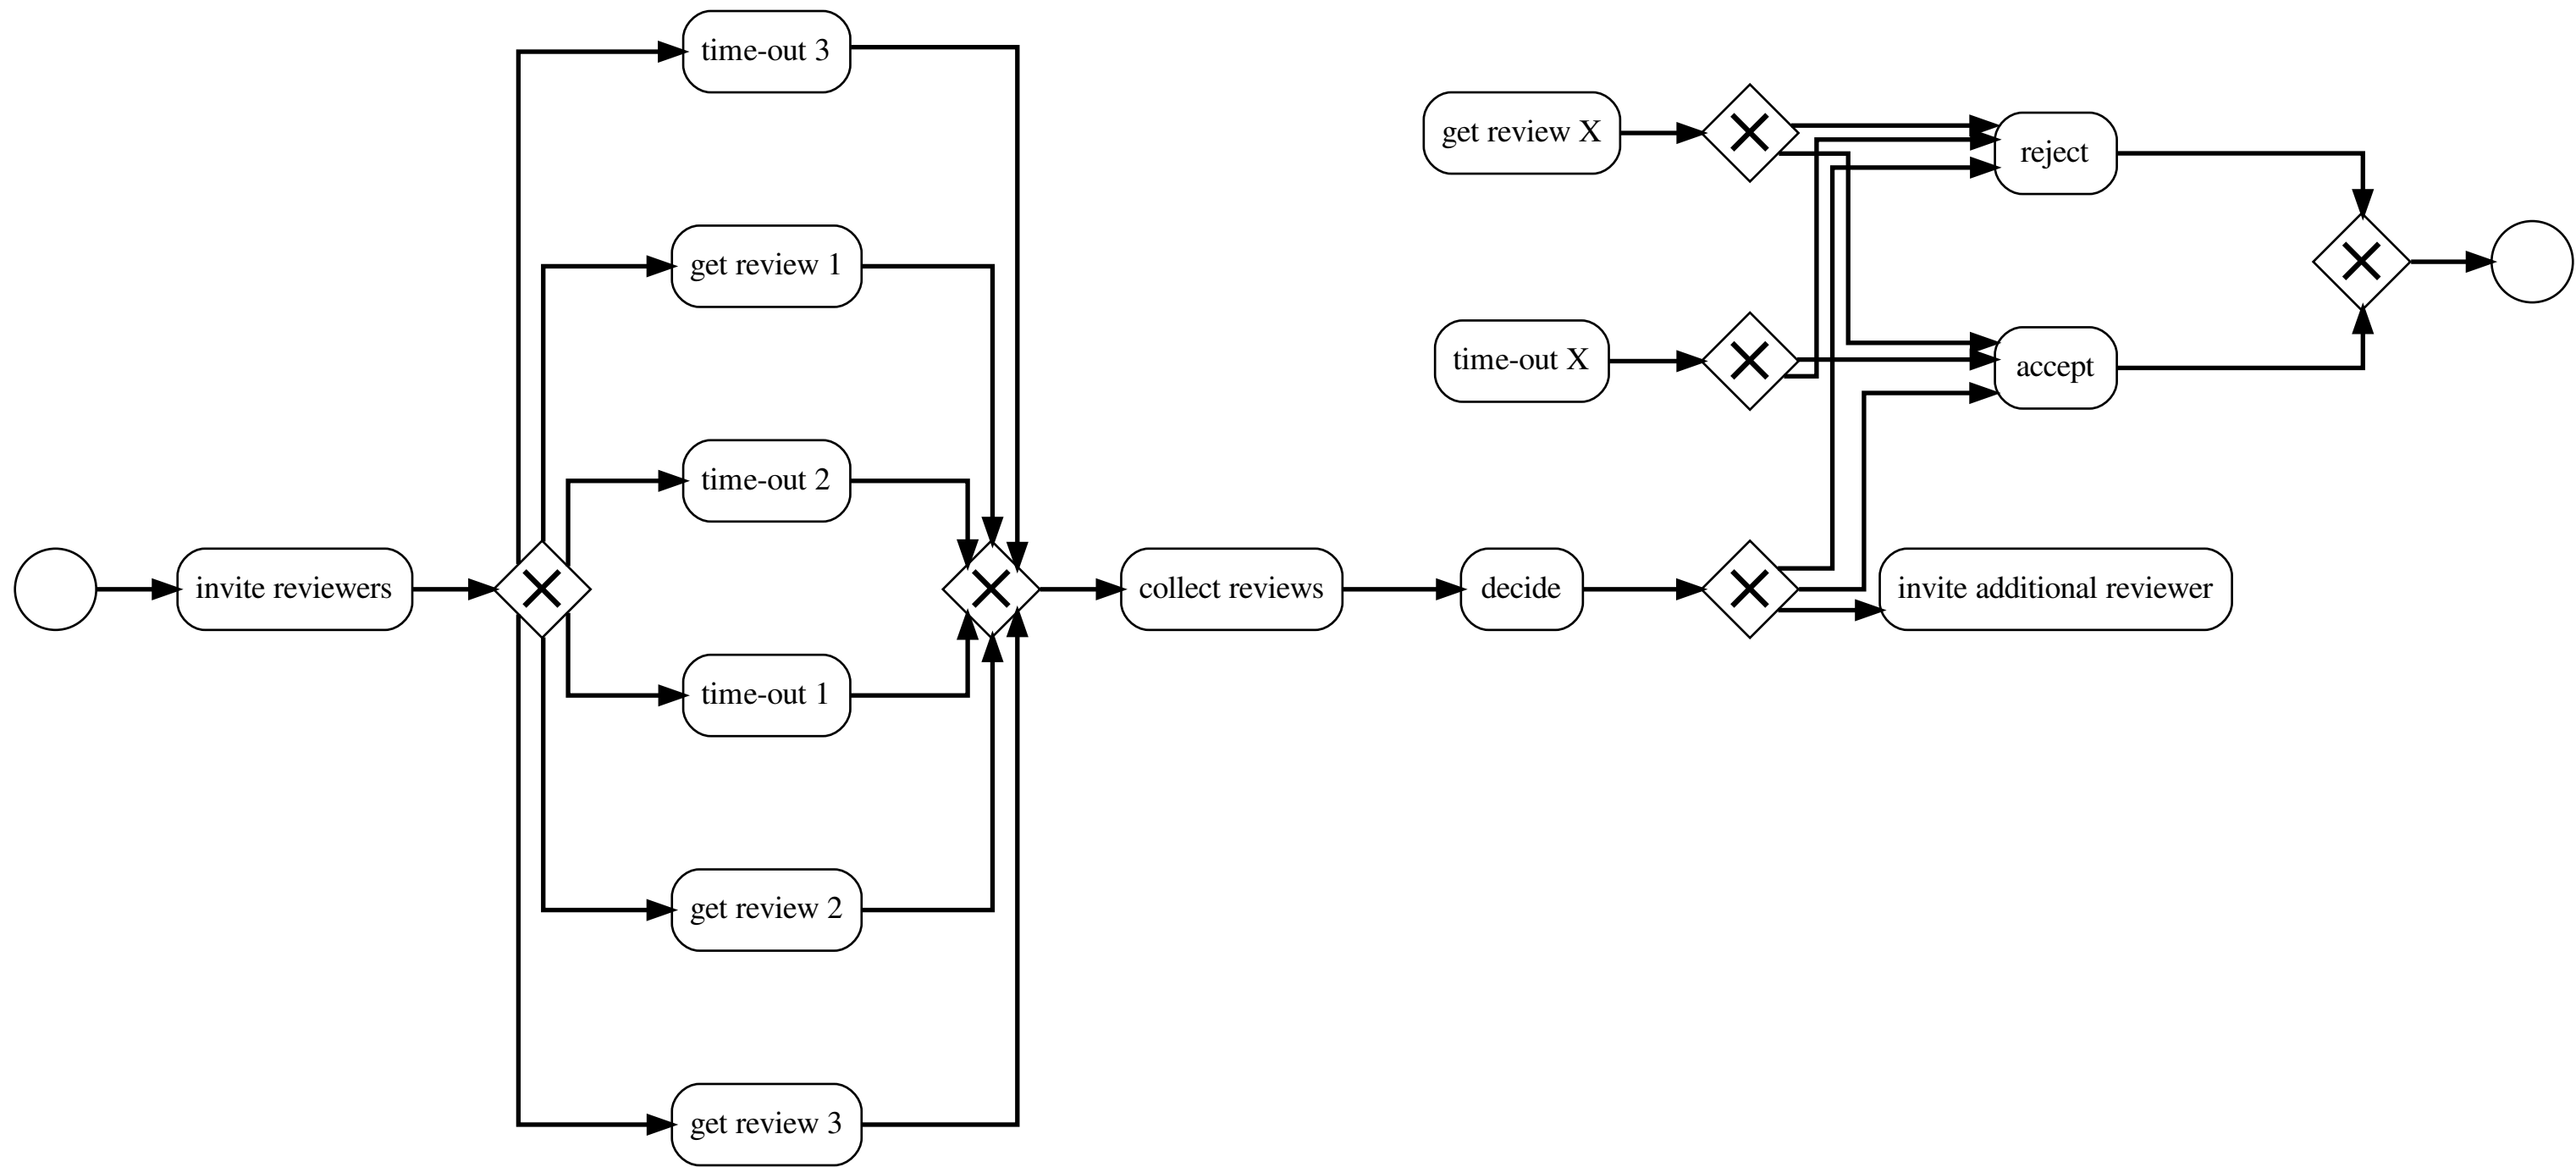 time-out 3
get review X
reject
get review 1
time-out X
accept
time-out 2
invite reviewers
collect reviews
decide
invite additional reviewer
time-out 1
get review 2
get review 3